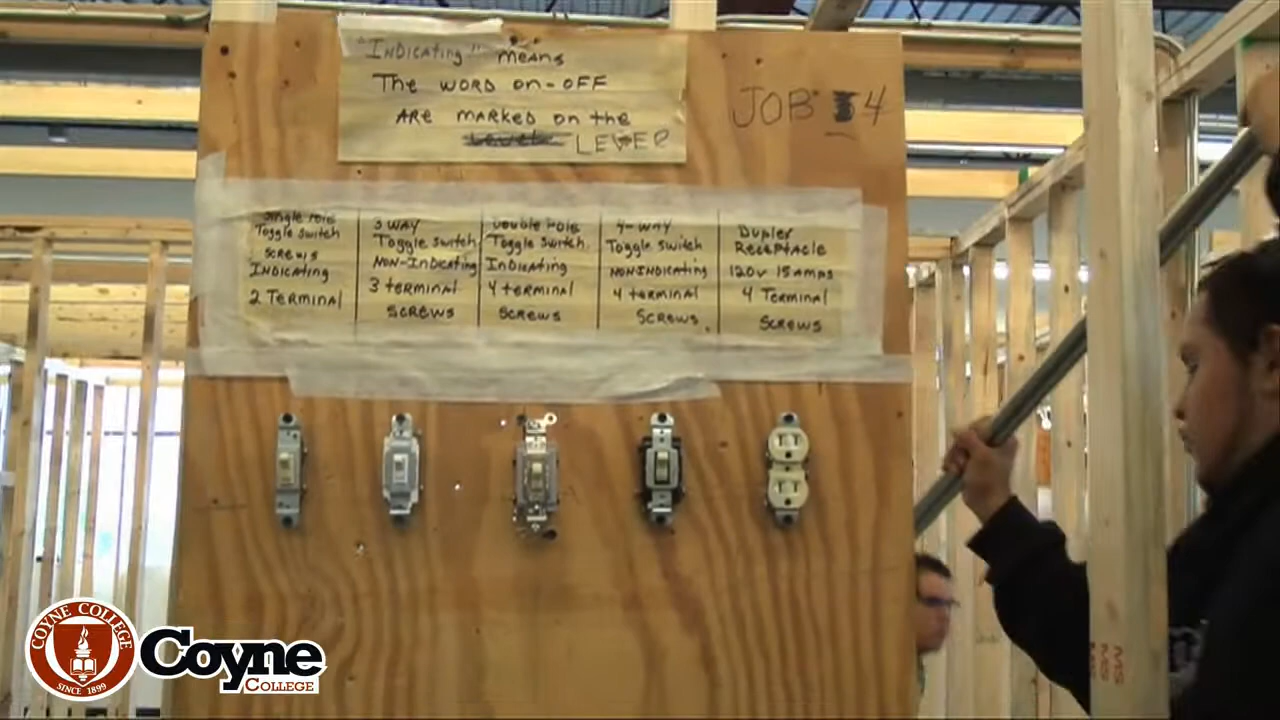 "INDICATING" MEANS
THE WORD ON-OFF
ARE MARKED ON THE
LEVER
JOB 4
Single Pole
Toggle Switch
SCREWS
INDICATING
2 TERMINAL
3 WAY
Toggle Switch
NON-INDICATING
3 TERMINAL
SCREWS
Double Pole
Toggle Switch.
INDICATING
4 TERMINAL
SCREWS
4-WAY
Toggle Switch
NONINDICATING
4 TERMINAL
SCREWS.
Duplex
RECEPTACLE
120V 15 AMPS
4 TERMINAL
SCREWS
COYNE COLLEGE
SINCE 1899
Coyne
COLLEGE